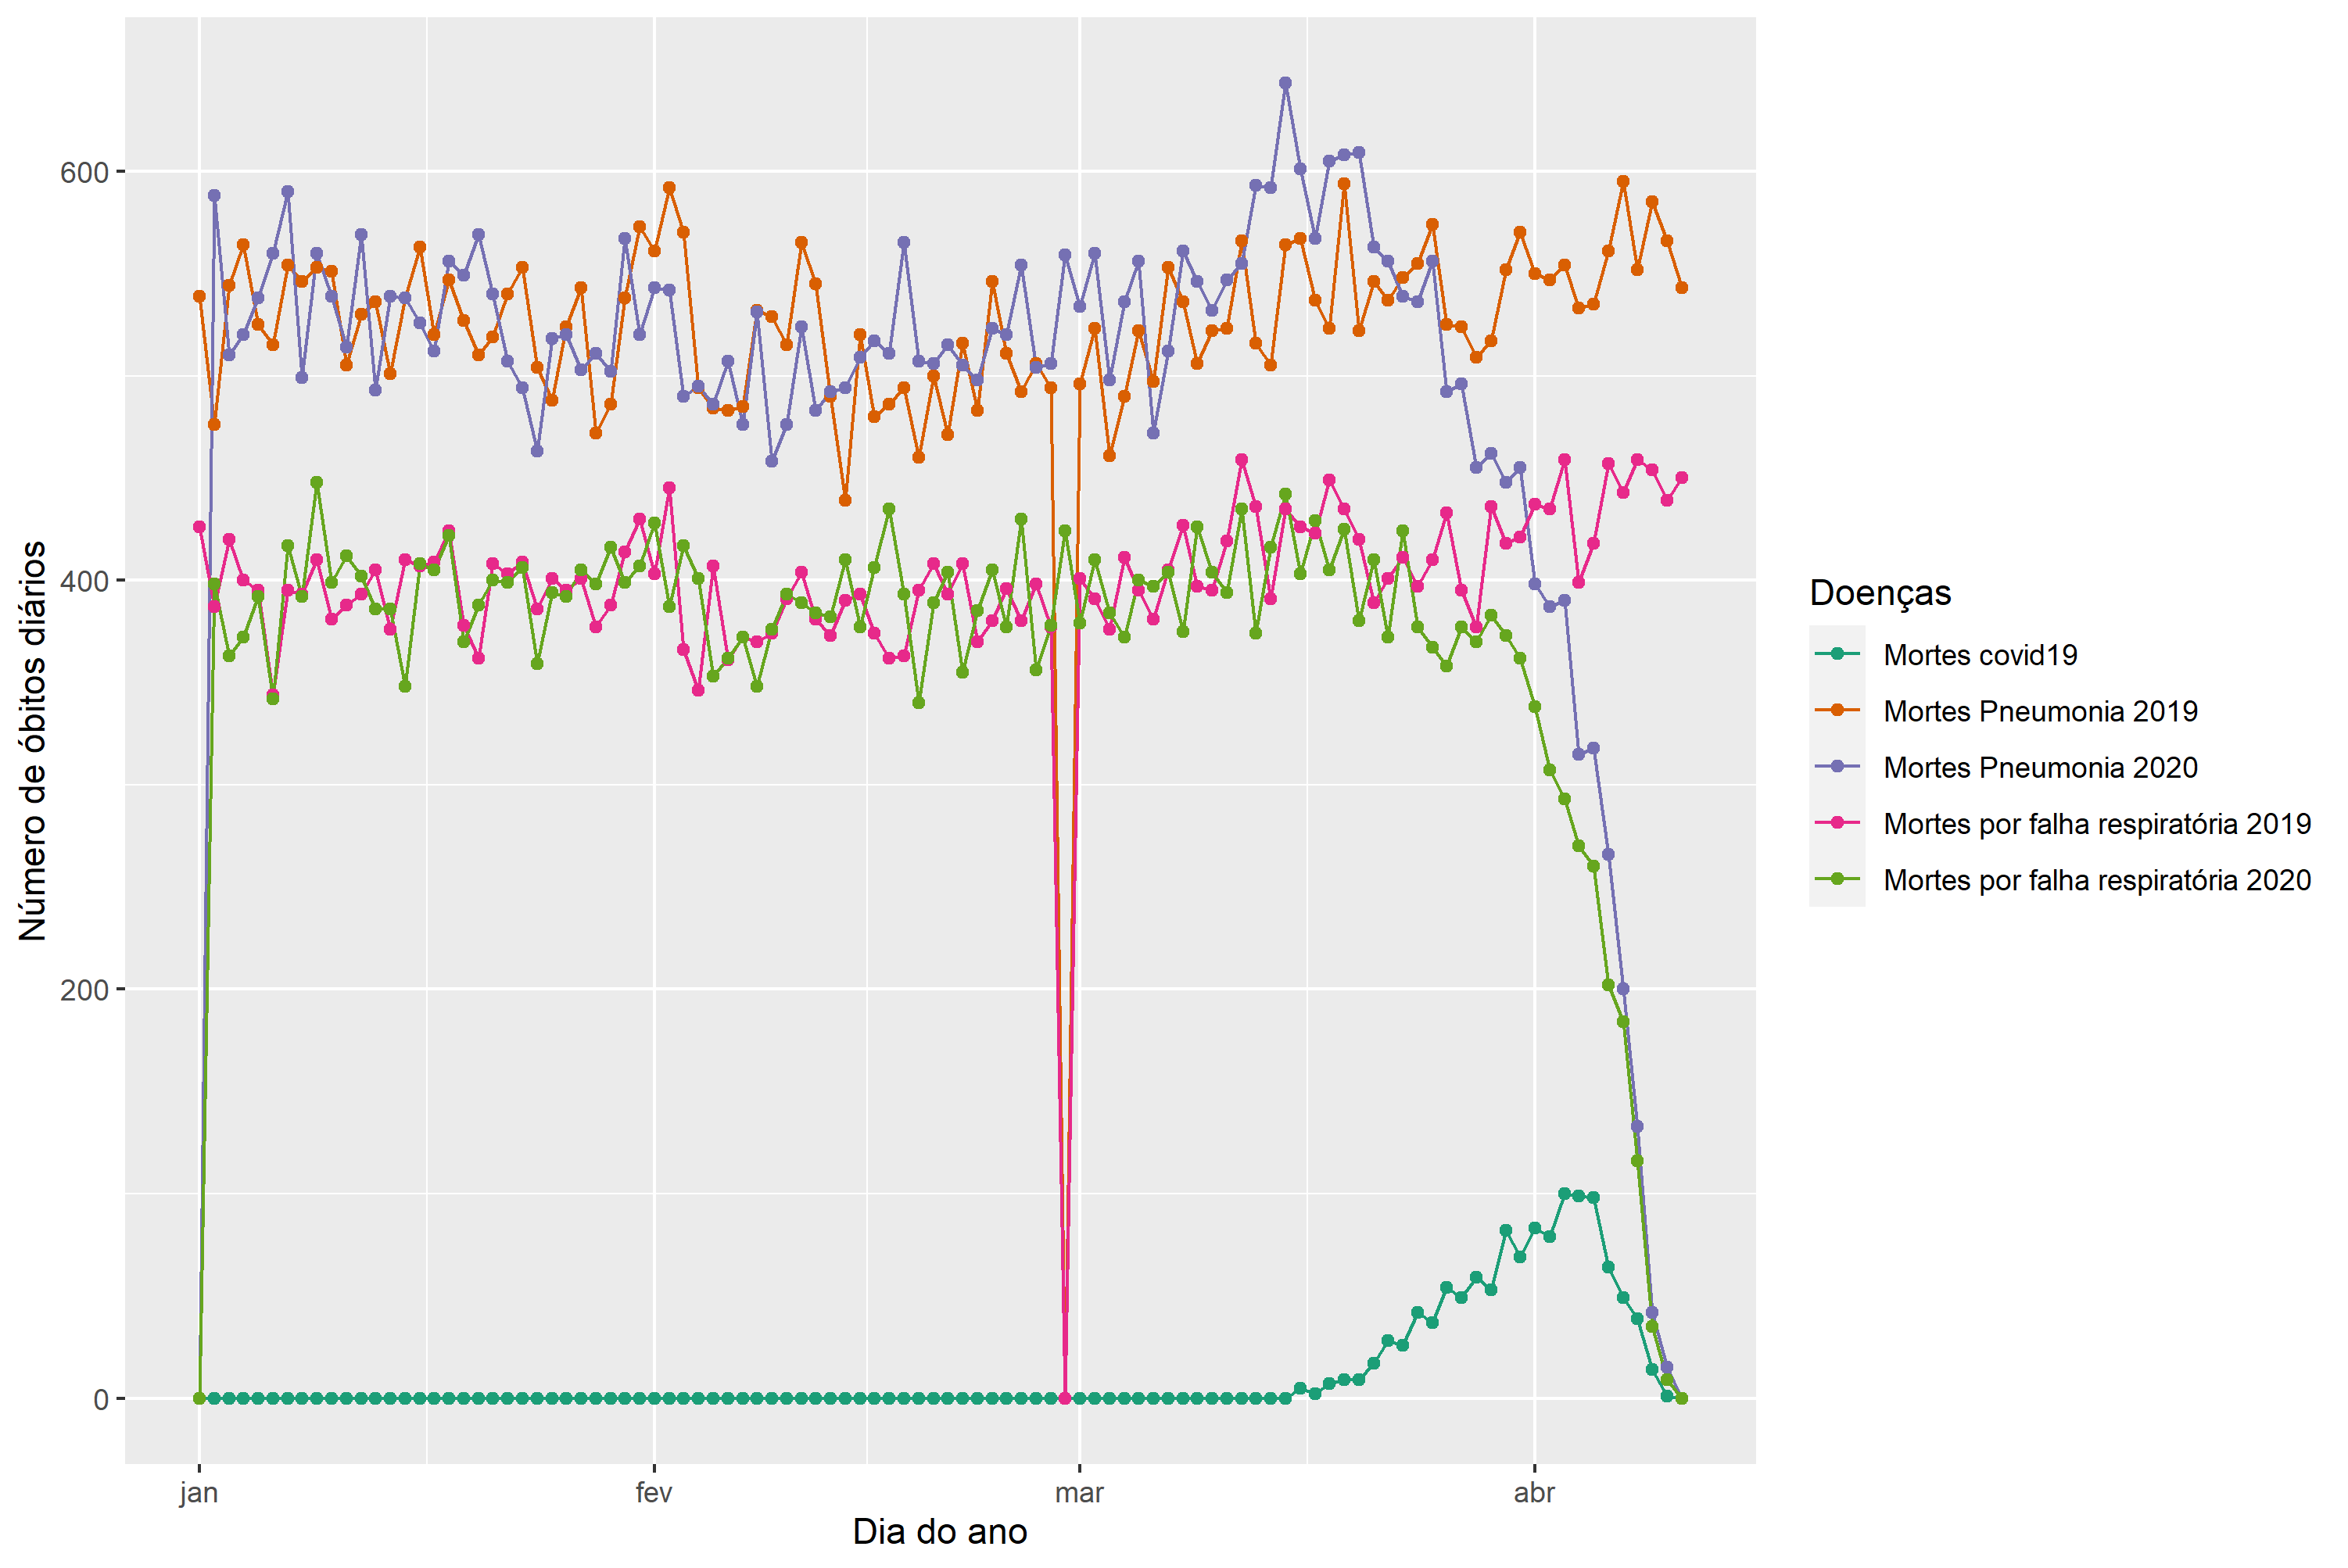 Número de óbitos diários
600
400
200
0
jan
fev
mar
abr
Dia do ano
Doenças
Mortes covid19
Mortes Pneumonia 2019
Mortes Pneumonia 2020
Mortes por falha respiratória 2019
Mortes por falha respiratória 2020